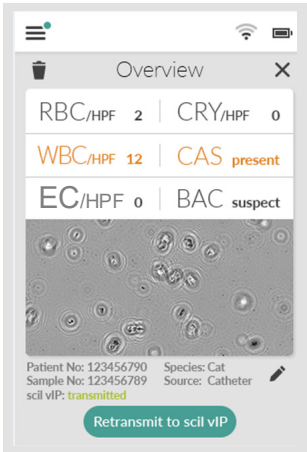 Overview
RBC/HPF 2 CRY/HPF 0
WBC/HPF 12 CAS present
EC/HPF 0 BAC suspect
Patient No: 123456790 Species: Cat
Sample No: 123456789 Source: Catheter
scil vIP: transmitted
Retransmit to scil vIP